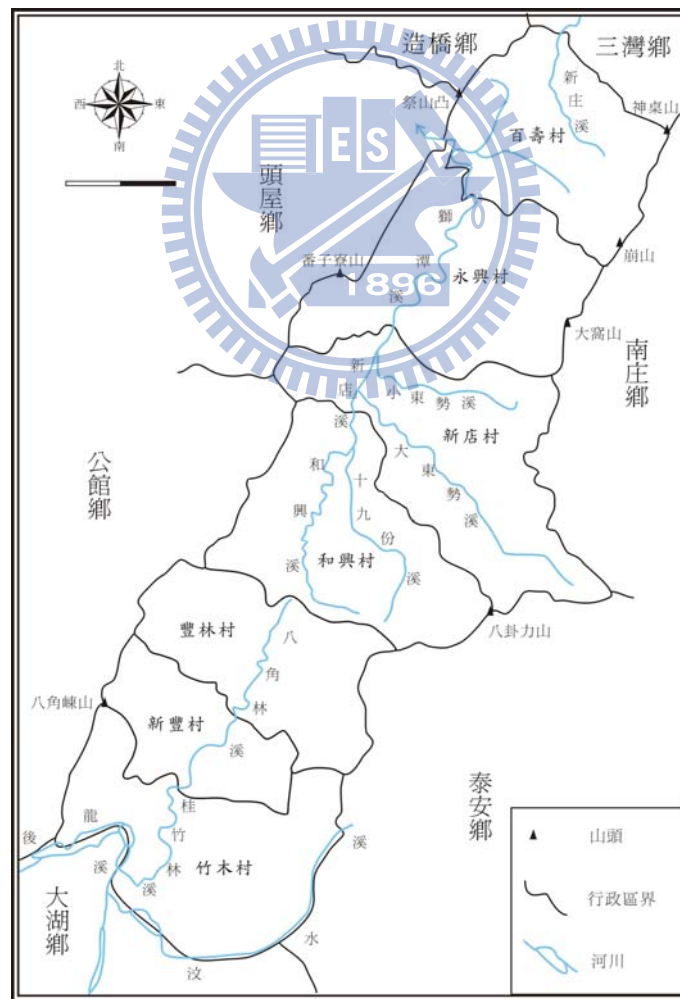 造橋鄉
三灣鄉
北
西
東
南
祭山凸
新庄溪
神桌山
百壽村
ES
頭屋鄉
獅潭溪
崩山
番子寮山
永興村
1896
大窩山
南庄鄉
新店溪
小東勢溪
新店村
大東勢溪
公館鄉
和興溪
十九份溪
和興村
豐林村
八角林溪
八卦力山
八角崠山
新豐村
泰安鄉
桂竹林溪
後龍溪
竹木村
大湖鄉
汶水溪
山頭
行政區界
河川